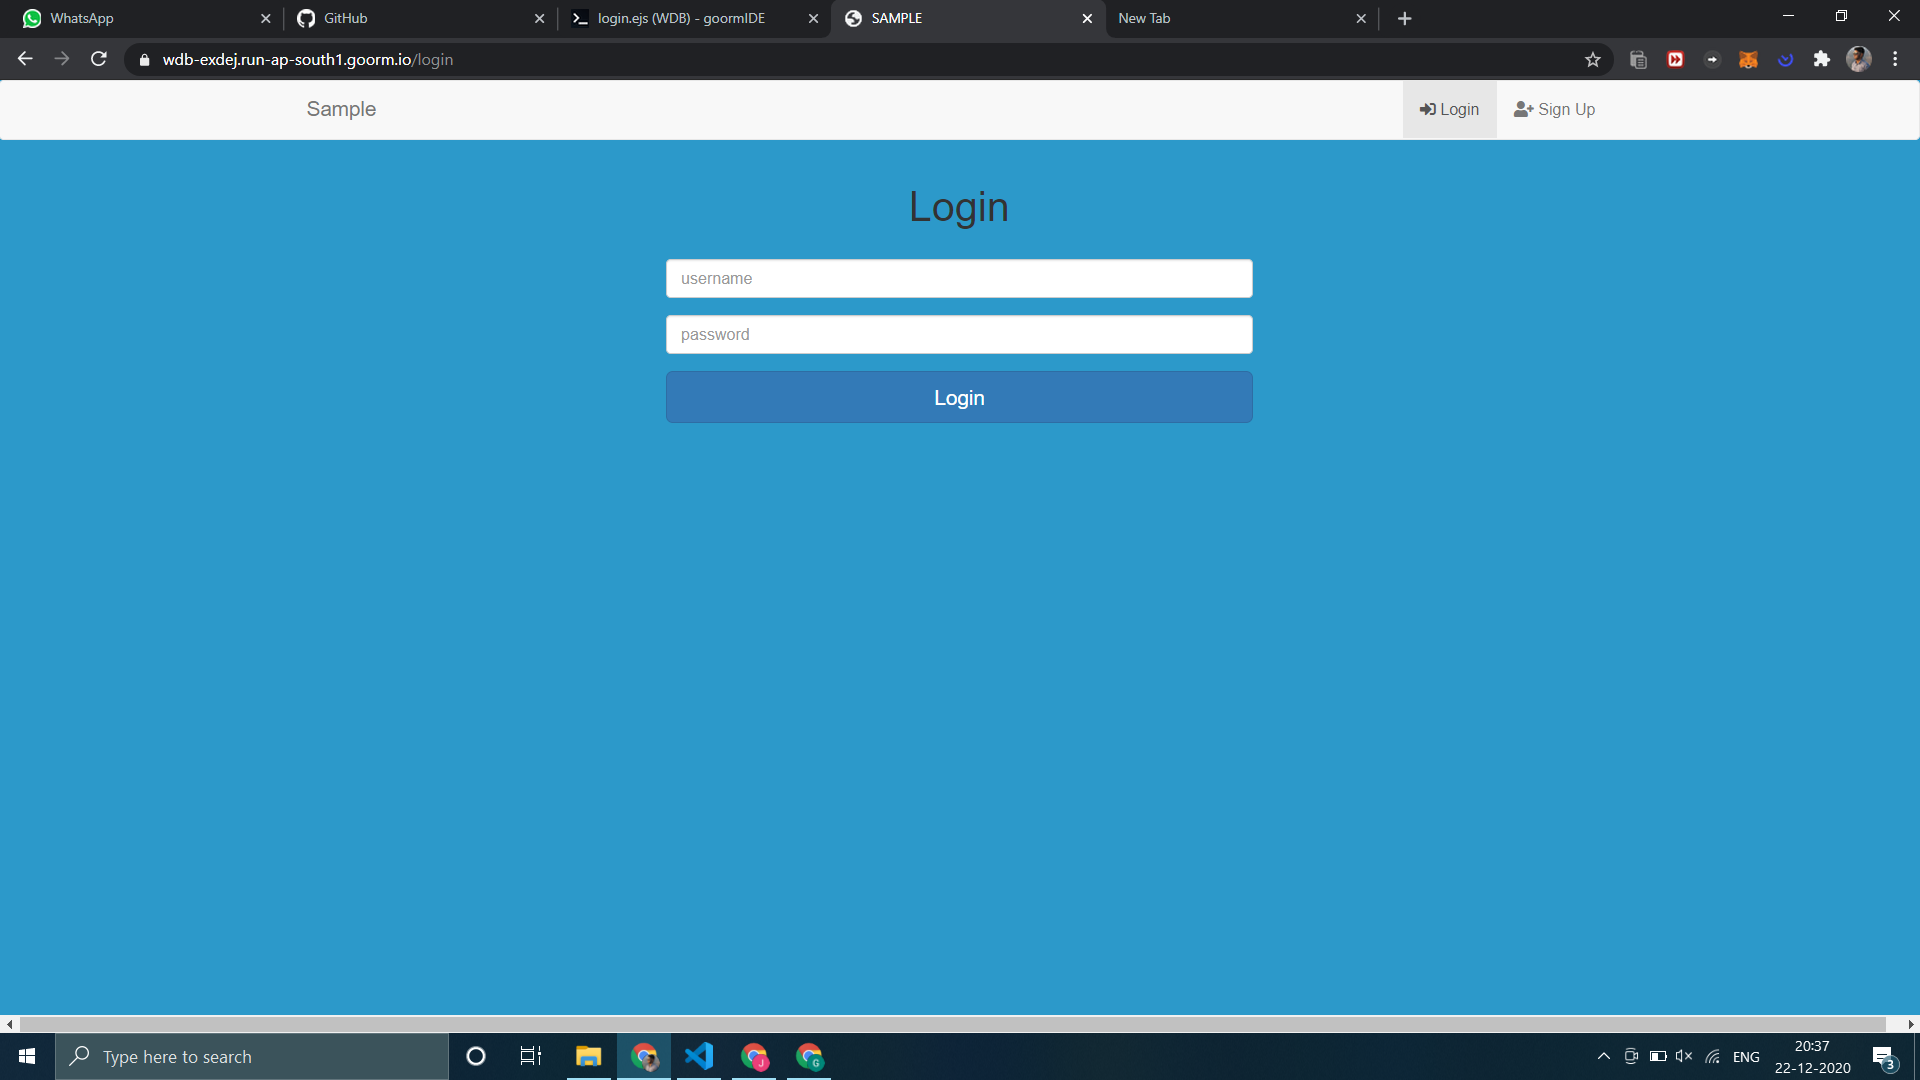 WhatsApp
GitHub
login.ejs (WDB) - goormIDE
SAMPLE
New Tab
wdb-exdej.run-ap-south1.goorm.io/login
Sample
Login
Sign Up
Login
username
password
Login
Type here to search
J
G
ENG
20:37
22-12-2020
3